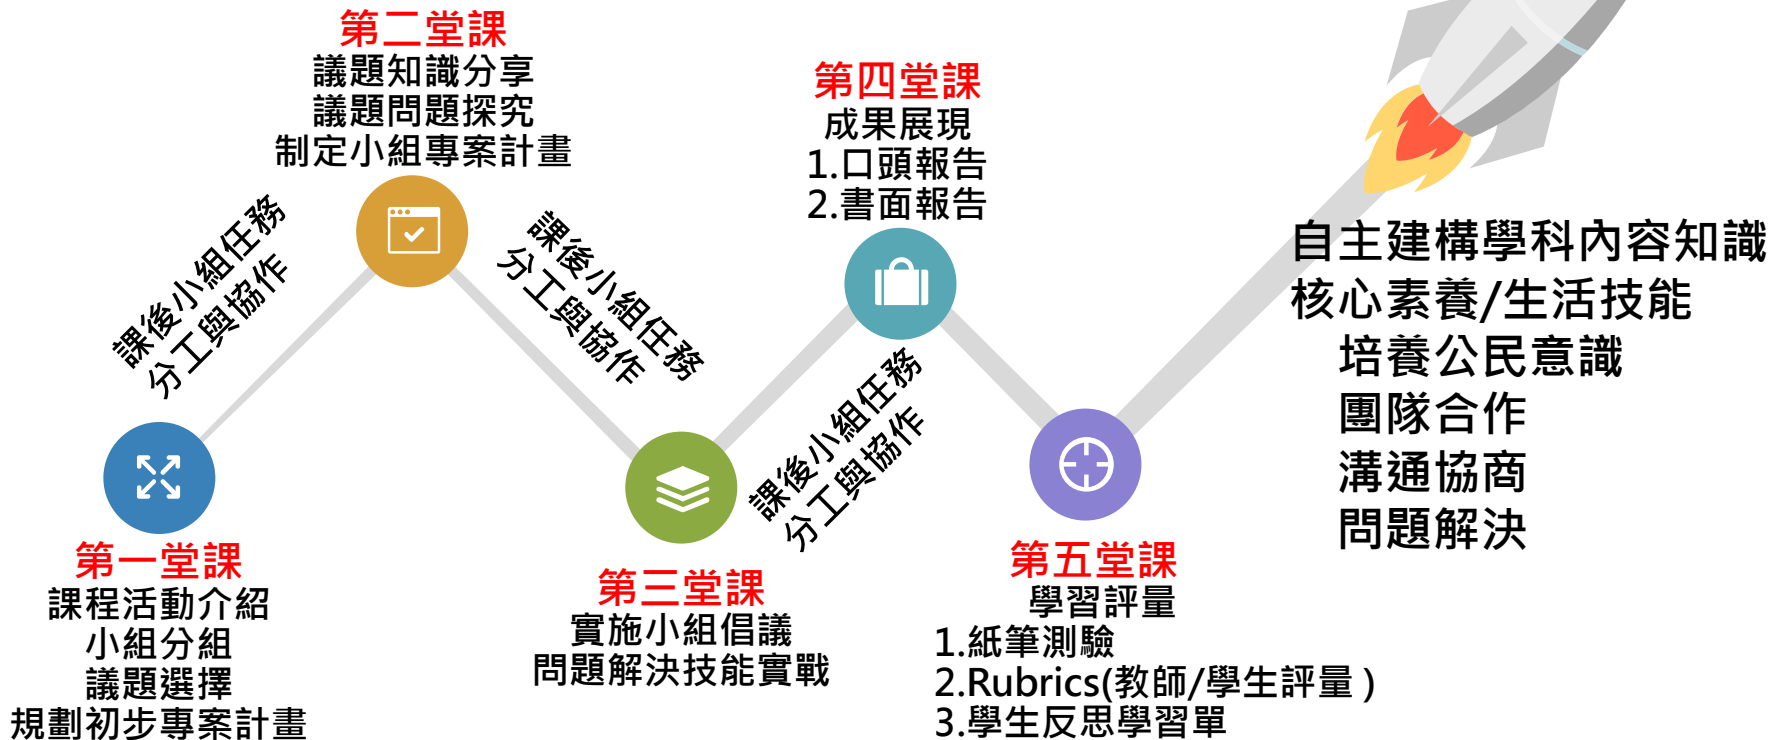 第一堂課
課程活動介紹
小組分組
議題選擇
規劃初步專案計畫
課後小組任務
分工與協作
第二堂課
議題知識分享
議題問題探究
制定小組專案計畫
課後小組任務
分工與協作
第三堂課
實施小組倡議
問題解決技能實戰
課後小組任務
分工與協作
第四堂課
成果展現
1.口頭報告
2.書面報告
第五堂課
學習評量
1.紙筆測驗
2.Rubrics(教師/學生評量)
3.學生反思學習單
自主建構學科內容知識
核心素養/生活技能
培養公民意識
團隊合作
溝通協商
問題解決